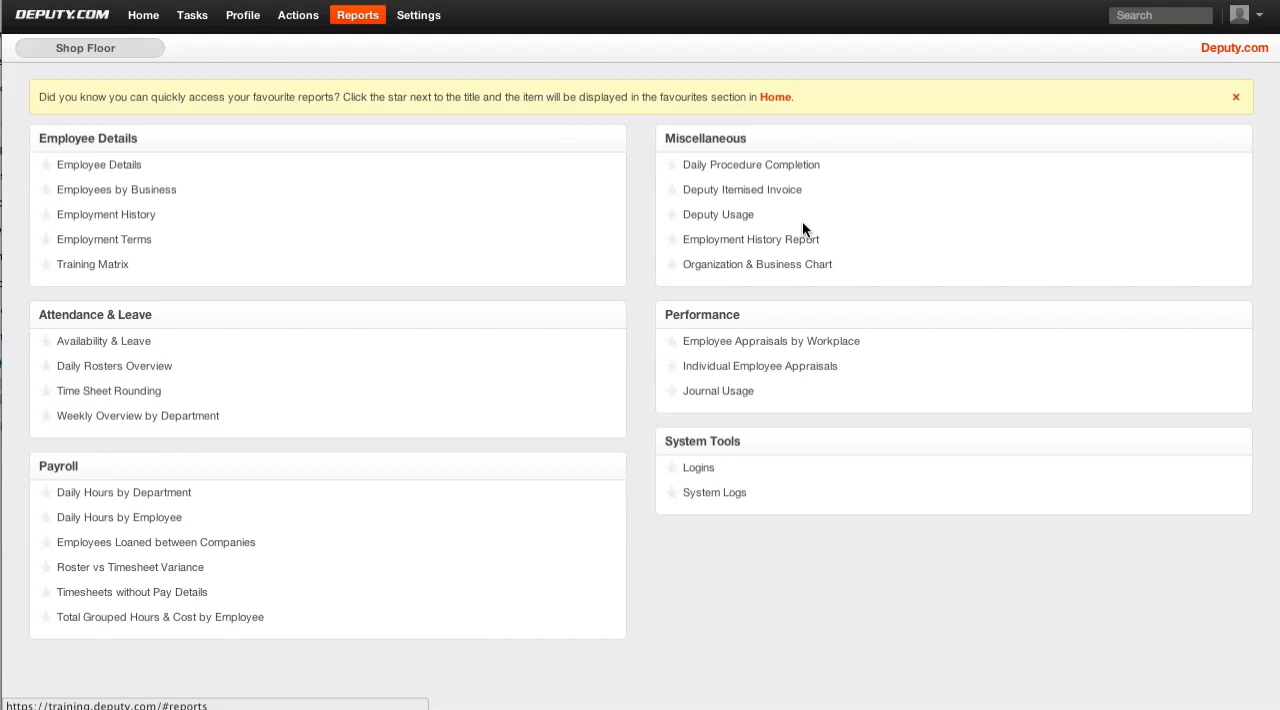 DEPUTY.COM Home Tasks Profile Actions Reports Settings Search
Shop Floor Deputy.com
Did you know you can quickly access your favourite reports? Click the star next to the title and the item will be displayed in the favourites section in Home. ×
Employee Details
Employee Details
Employees by Business
Employment History
Employment Terms
Training Matrix
Attendance & Leave
Availability & Leave
Daily Rosters Overview
Time Sheet Rounding
Weekly Overview by Department
Payroll
Daily Hours by Department
Daily Hours by Employee
Employees Loaned between Companies
Roster vs Timesheet Variance
Timesheets without Pay Details
Total Grouped Hours & Cost by Employee
Miscellaneous
Daily Procedure Completion
Deputy Itemised Invoice
Deputy Usage
Employment History Report
Organization & Business Chart
Performance
Employee Appraisals by Workplace
Individual Employee Appraisals
Journal Usage
System Tools
Logins
System Logs
https://training.deputy.com/#reports